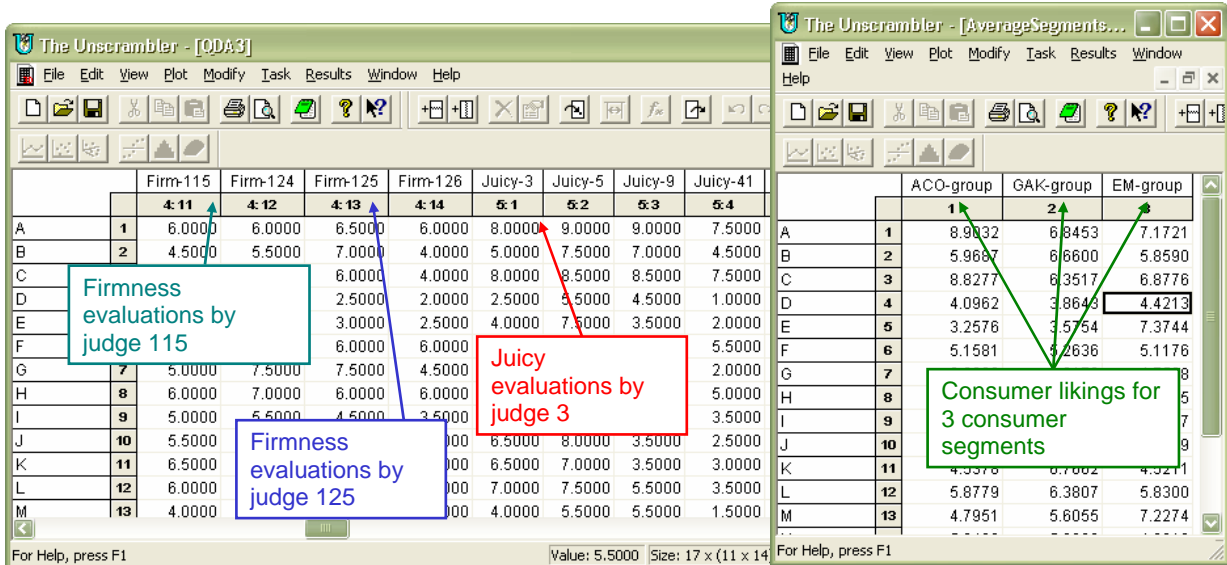 The Unscrambler - [QDA3]
File Edit View Plot Modify Task Results Window Help
Firm-115 Firm-124 Firm-125 Firm-126 Juicy-3 Juicy-5 Juicy-9 Juicy-41
4:11 4:12 4:13 4:14 5:1 5:2 5:3 5:4
A 1 6.0000 6.0000 6.5000 6.0000 8.0000 9.0000 9.0000 7.5000
B 2 4.5000 5.5000 7.0000 4.0000 5.0000 7.5000 7.0000 4.5000
C 6.0000 4.0000 8.0000 8.5000 8.5000 7.5000
D 2.5000 2.0000 2.5000 5.5000 4.5000 1.0000
E 3.0000 2.5000 4.0000 7.5000 3.5000 2.0000
F 6.0000 6.0000 5.5000
G 7 5.0000 7.5000 7.5000 4.5000 2.0000
H 8 6.0000 7.0000 6.0000 6.0000 5.0000
I 9 5.0000 5.5000 4.5000 3.5000 3.5000
J 10 5.5000 6.5000 8.0000 3.5000 2.5000
K 11 6.5000 6.5000 7.0000 3.5000 3.0000
L 12 6.0000 7.0000 7.5000 5.5000 3.5000
M 13 4.0000 4.0000 5.5000 5.5000 1.5000
Firmness
evaluations by
judge 115
Firmness
evaluations by
judge 125
Juicy
evaluations by
judge 3
For Help, press F1 Value: 5.5000 Size: 17 x (11 x 14
The Unscrambler - [AverageSegments...
File Edit View Plot Modify Task Results Window
Help
ACO-group GAK-group EM-group
1 2 3
A 1 8.9032 6.8453 7.1721
B 2 5.9687 6.6600 5.8590
C 3 8.8277 6.3517 6.8776
D 4 4.0962 3.8643 4.4213
E 5 3.2576 3.5754 7.3744
F 6 5.1581 5.2636 5.1176
G 7 8
H 8 5
I 9 7
J 10 9
K 11
L 12 5.8779 6.3807 5.8300
M 13 4.7951 5.6055 7.2274
Consumer likings for
3 consumer
segments
For Help, press F1